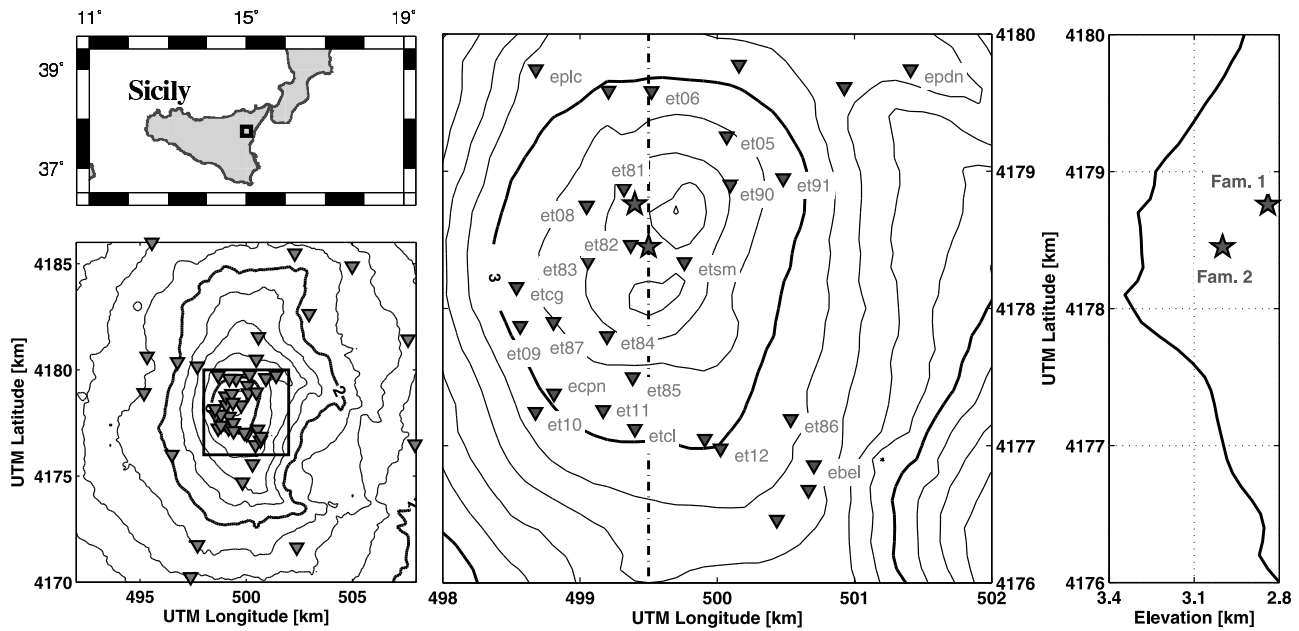 11° 15° 19°
39°
37°
Sicily
4185
4180
4175
4170
495 500 505
UTM Longitude [km]
UTM Latitude [km]
2
eplc
epdn
et06
et05
et81
et90
et91
et08
et82
et83
etsm
etcg
et09
et87
et84
et85
ecpn
et11
et10
etcl
et86
et12
ebel
3
498 499 500 501 502
UTM Longitude [km]
4180
4179
4178
4177
4176
UTM Latitude [km]
4180
4179
4178
4177
4176
UTM Latitude [km]
Fam. 1
Fam. 2
3.4 3.1 2.8
Elevation [km]